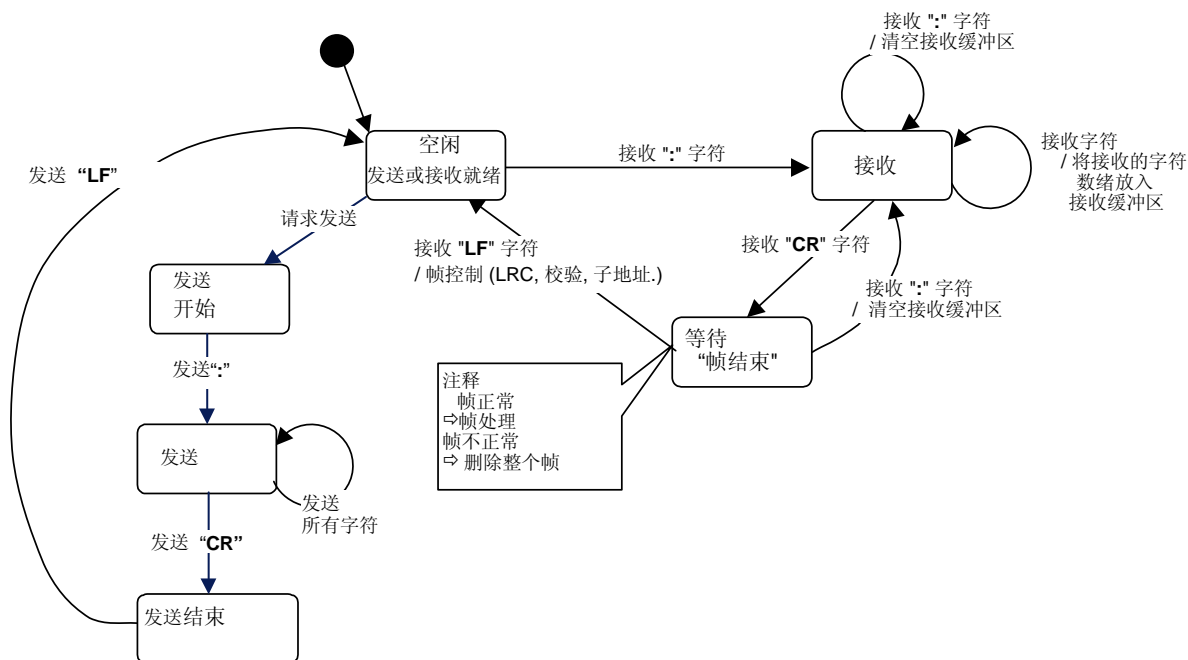 接收 ":" 字符
/ 清空接收缓冲区
空闲
发送或接收就绪
接收 ":" 字符
接收
接收字符
/ 将接收的字符
数绪放入
接收缓冲区
发送 “LF”
请求发送
接收 "LF" 字符
/ 帧控制 (LRC, 校验, 子地址.)
接收 "CR" 字符
接收 ":" 字符
/ 清空接收缓冲区
发送
开始
等待
“帧结束"
发送“:”
注释
帧正常
⇨帧处理
帧不正常
⇨ 删除整个帧
发送
发送
所有字符
发送 “CR”
发送结束